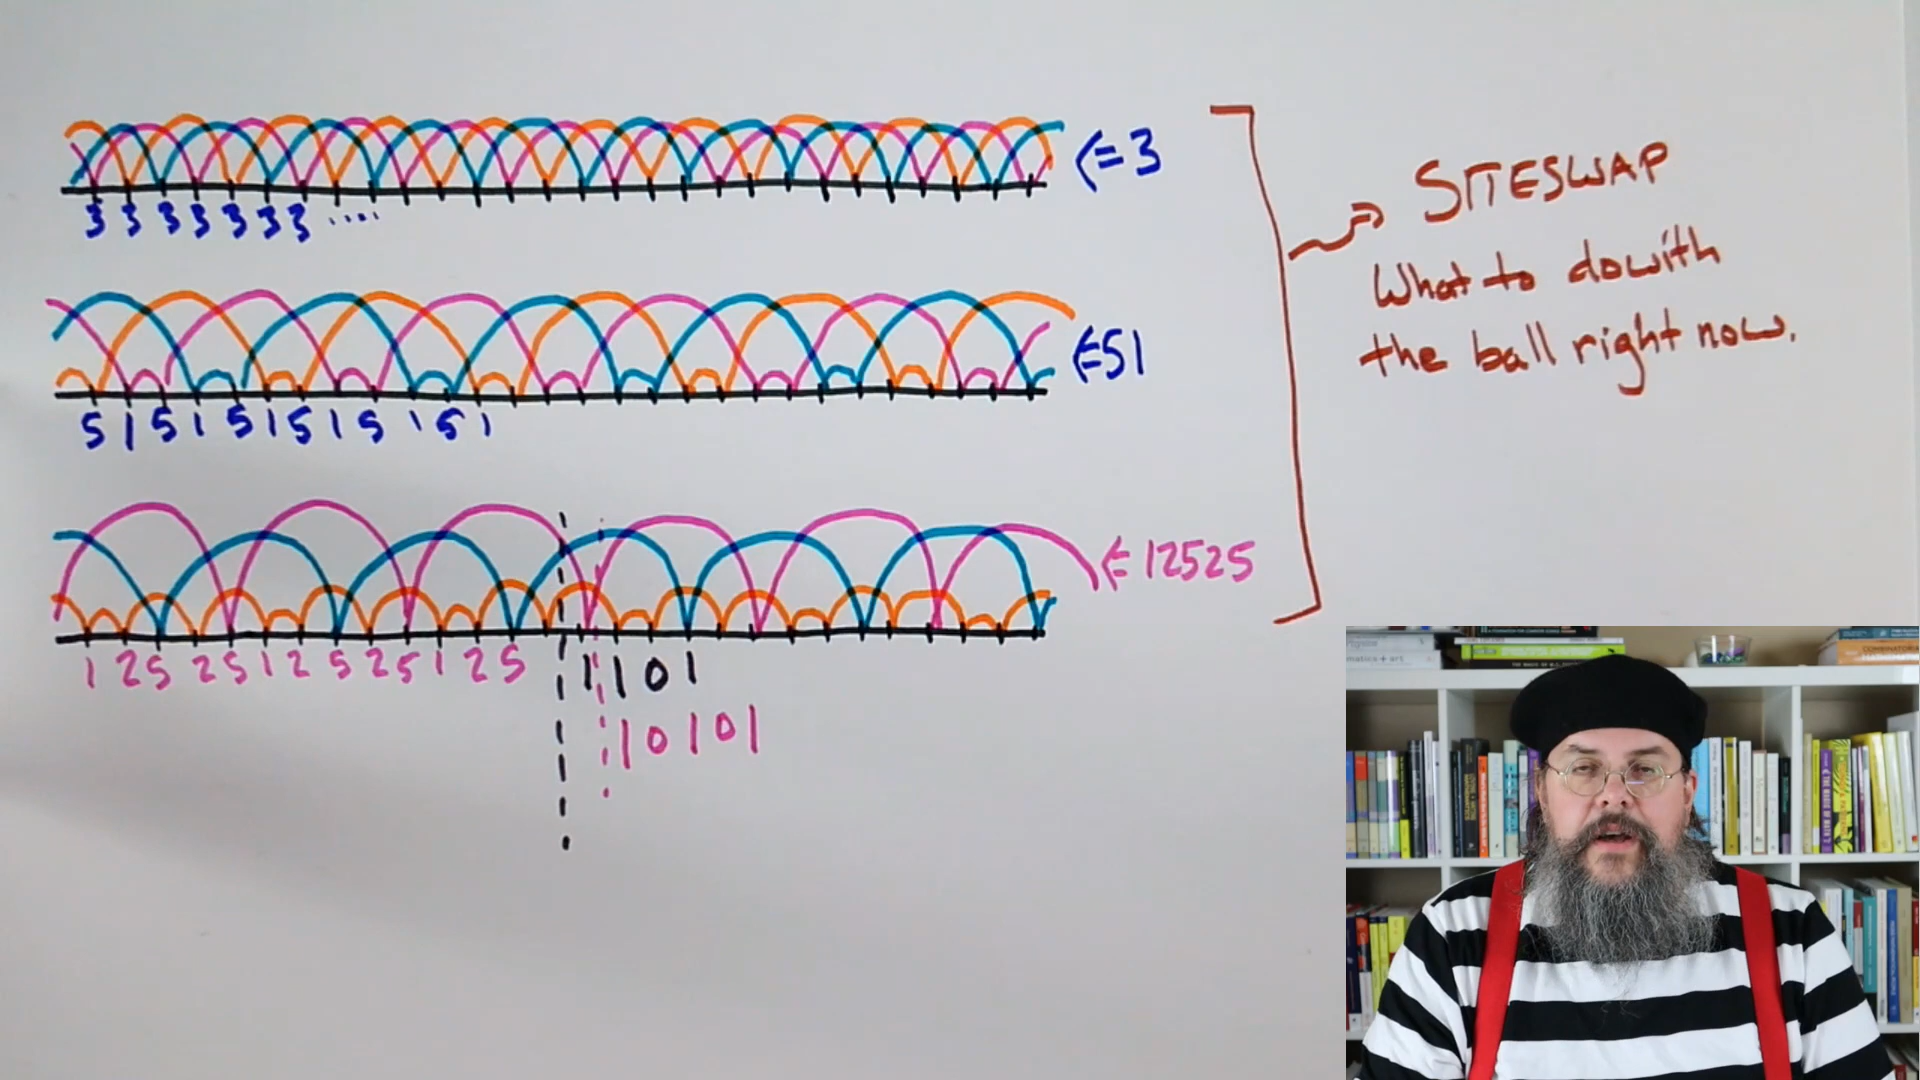 <= 3
3 3 3 3 3 3 3 ....
<= 51
5 1 5 1 5 1 5 1 5 1 5 1
<= 12525
1 2 5 2 5 1 2 5 2 5 1 2 5
1 1 0 1
1 0 1 0 1
SITESWAP
What to do with
the ball right now.